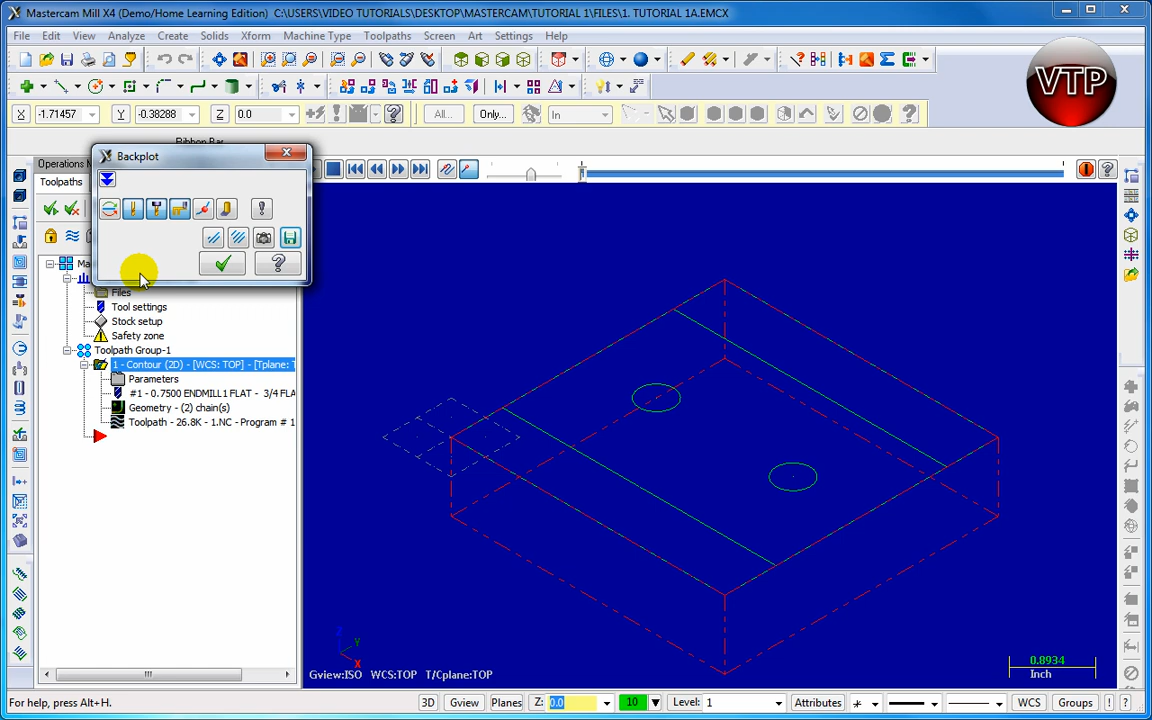 Mastercam Mill X4 (Demo/Home Learning Edition)  C:\USERS\VIDEO TUTORIALS\DESKTOP\MASTERCAM\TUTORIAL 1\FILES\1. TUTORIAL 1A.EMCX
File Edit View Analyze Create Solids Xform Machine Type Toolpaths Screen Art Settings Help
VTP
X -1.71457 Y -0.38288 Z 0.0 All... Only... In
Ribbon Bar
Operations M
Backplot
Toolpaths
Ma
Files
Tool settings
Stock setup
Safety zone
Toolpath Group-1
1 - Contour (2D) - [WCS: TOP] - [Tplane: T
Parameters
#1 - 0.7500 ENDMILL1 FLAT - 3/4 FLA
Geometry - (2) chain(s)
Toolpath - 26.8K - 1.NC - Program # 1
Z
Y
X
0.8934
Inch
Gview:ISO WCS:TOP T/Cplane:TOP
For help, press Alt+H.
3D Gview Planes Z: 0.0 10 Level: 1 Attributes WCS Groups ! ?